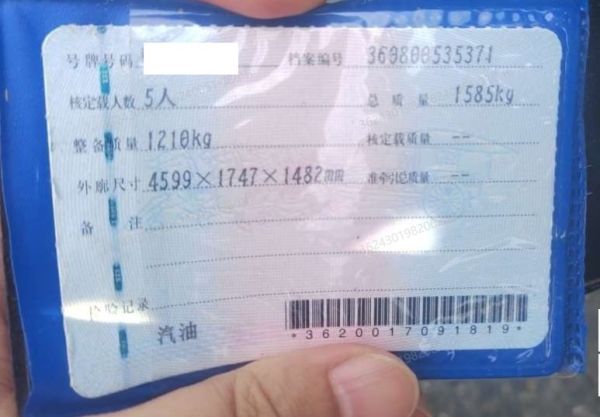 号牌号码 档案编号 360800535371
核定载人数 5人 总质量 1585kg
整备质量 1210kg 核定载质量 --
外廓尺寸 4599×1747×1482mm 准牵引总质量 --
备注
检验记录
汽油
*3620017091819*